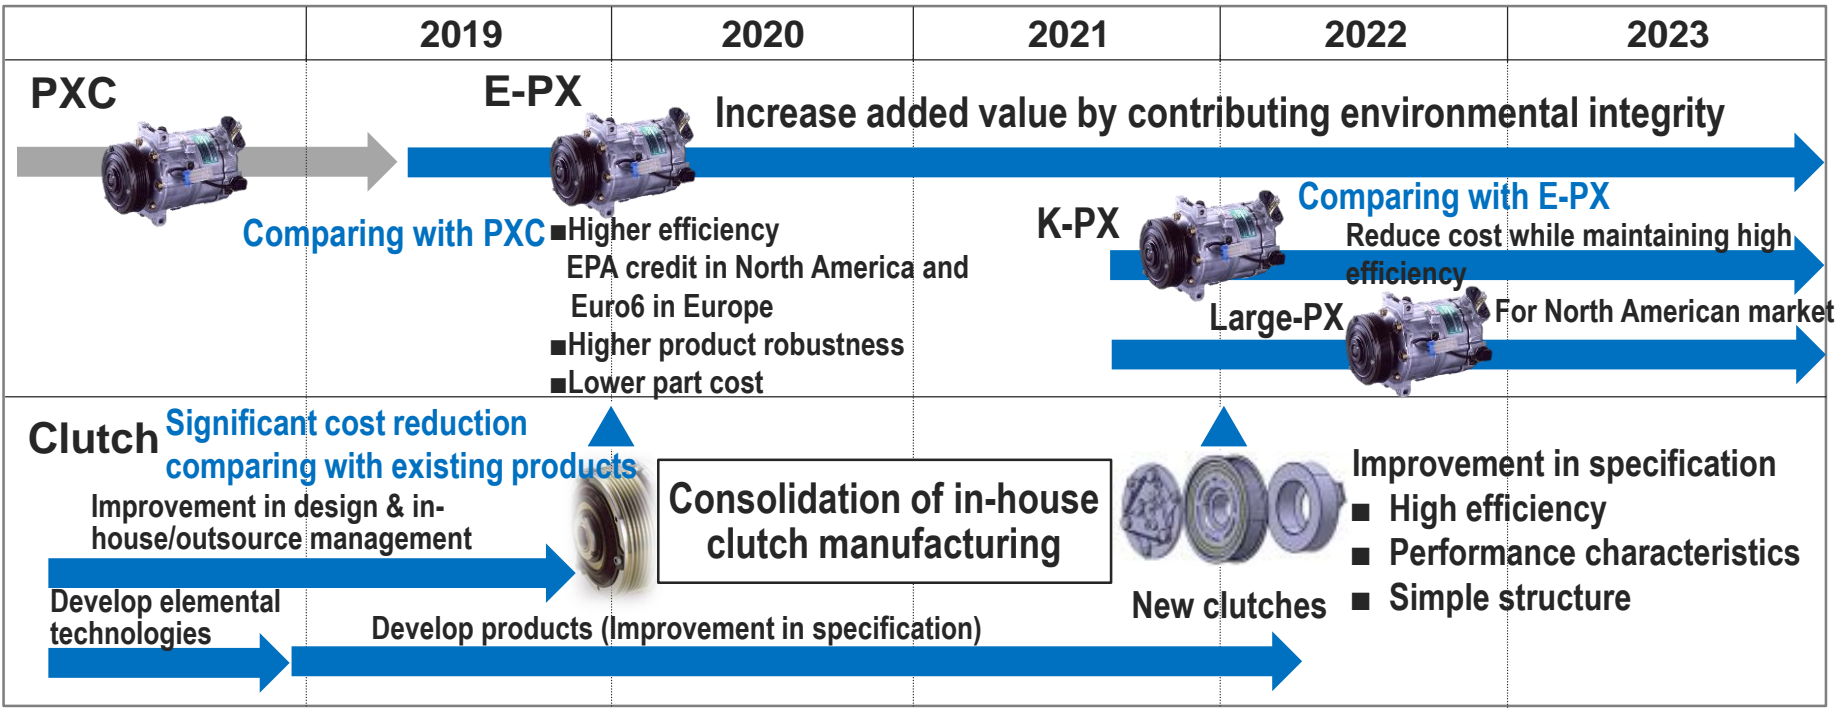 2019 2020 2021 2022 2023
PXC
E-PX
Increase added value by contributing environmental integrity
Comparing with PXC
■Higher efficiency
EPA credit in North America and
Euro6 in Europe
■Higher product robustness
■Lower part cost
K-PX
Comparing with E-PX
Reduce cost while maintaining high
efficiency
Large-PX
For North American market
Clutch
Significant cost reduction
comparing with existing products
Improvement in design & in-
house/outsource management
Develop elemental
technologies
Develop products (Improvement in specification)
Consolidation of in-house
clutch manufacturing
New clutches
Improvement in specification
■ High efficiency
■ Performance characteristics
■ Simple structure